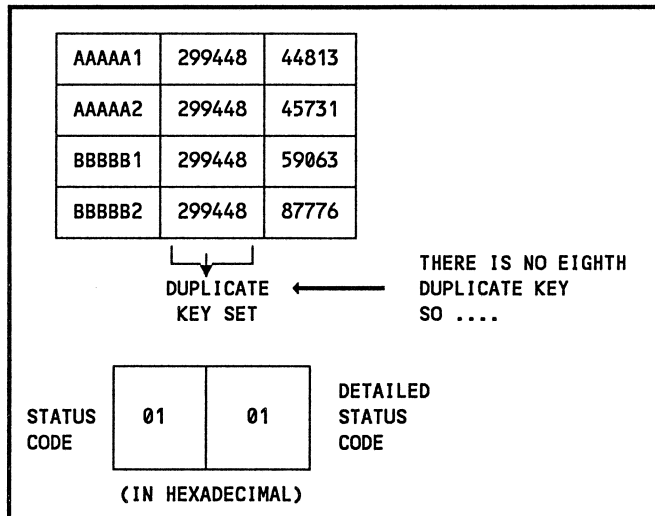 AAAAA1 299448 44813
AAAAA2 299448 45731
BBBBB1 299448 59063
BBBBB2 299448 87776
DUPLICATE
KEY SET
THERE IS NO EIGHTH
DUPLICATE KEY
SO ....
STATUS
CODE
01 01
DETAILED
STATUS
CODE
(IN HEXADECIMAL)